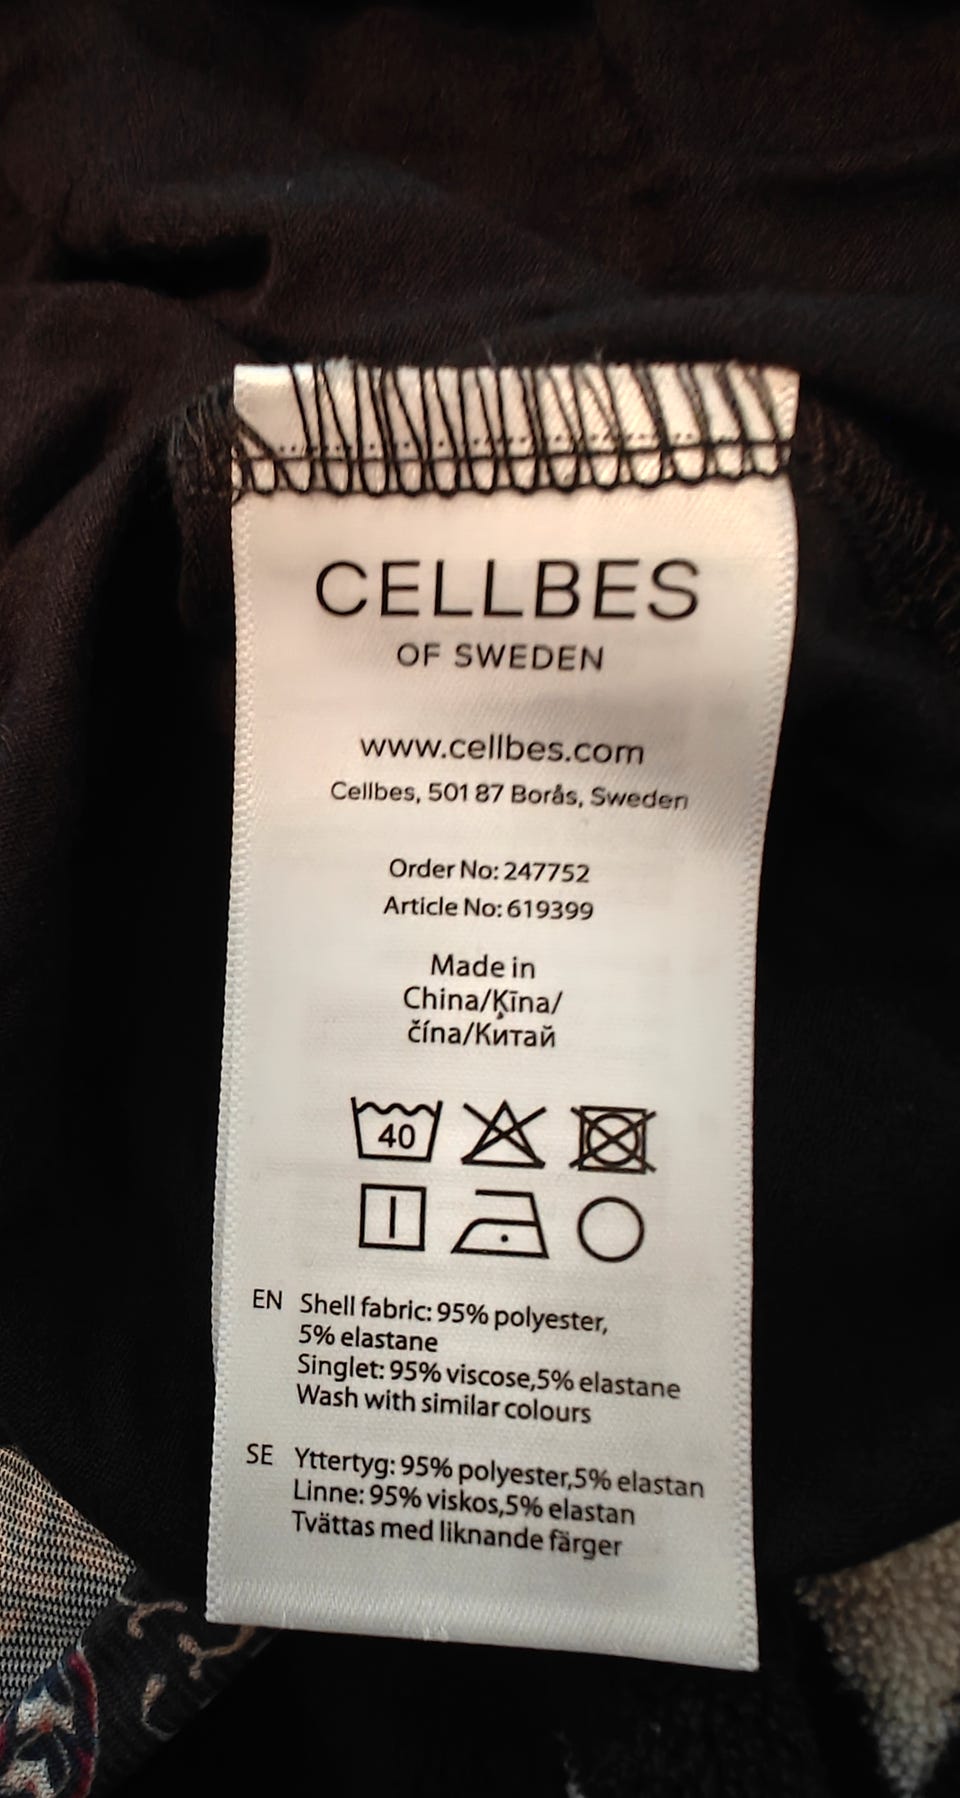 CELLBES
OF SWEDEN
www.cellbes.com
Cellbes, 501 87 Borås, Sweden
Order No: 247752
Article No: 619399
Made in
China/Ķīna/
čína/Китай
40
EN Shell fabric: 95% polyester,
5% elastane
Singlet: 95% viscose,5% elastane
Wash with similar colours
SE Yttertyg: 95% polyester,5% elastan
Linne: 95% viskos,5% elastan
Tvättas med liknande färger